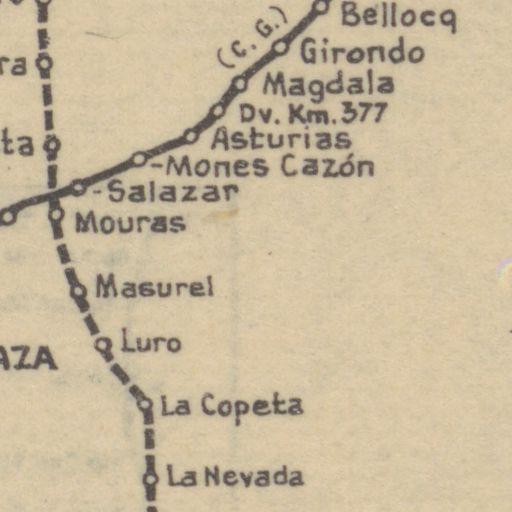 Bellocq
(C. G.)
Girondo
ra
Magdala
Dv. Km. 377
Asturias
ta
Mones Cazón
Salazar
Mouras
Masurel
Luro
AZA
La Copeta
La Nevada